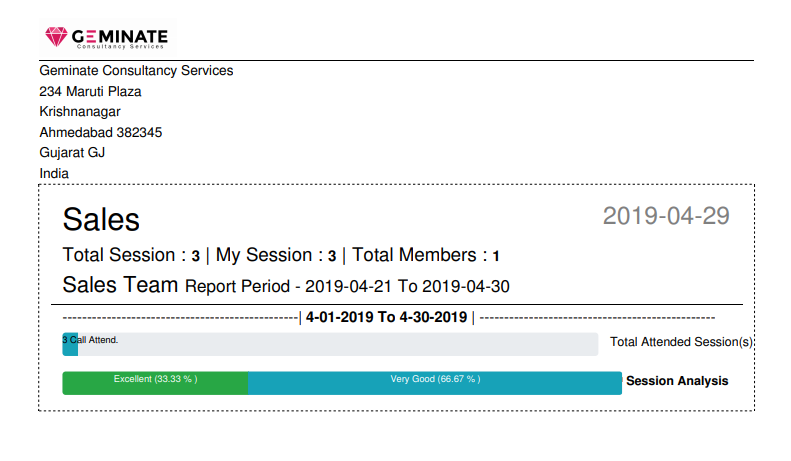 GEMINATE
Consultancy Services
Geminate Consultancy Services
234 Maruti Plaza
Krishnanagar
Ahmedabad 382345
Gujarat GJ
India
Sales
2019-04-29
Total Session : 3 | My Session : 3 | Total Members : 1
Sales Team Report Period - 2019-04-21 To 2019-04-30
------------------------------------------------| 4-01-2019 To 4-30-2019 | ------------------------------------------------
3 Call Attend.
Total Attended Session(s)
Excellent (33.33 % )
Very Good (66.67 % )
Session Analysis